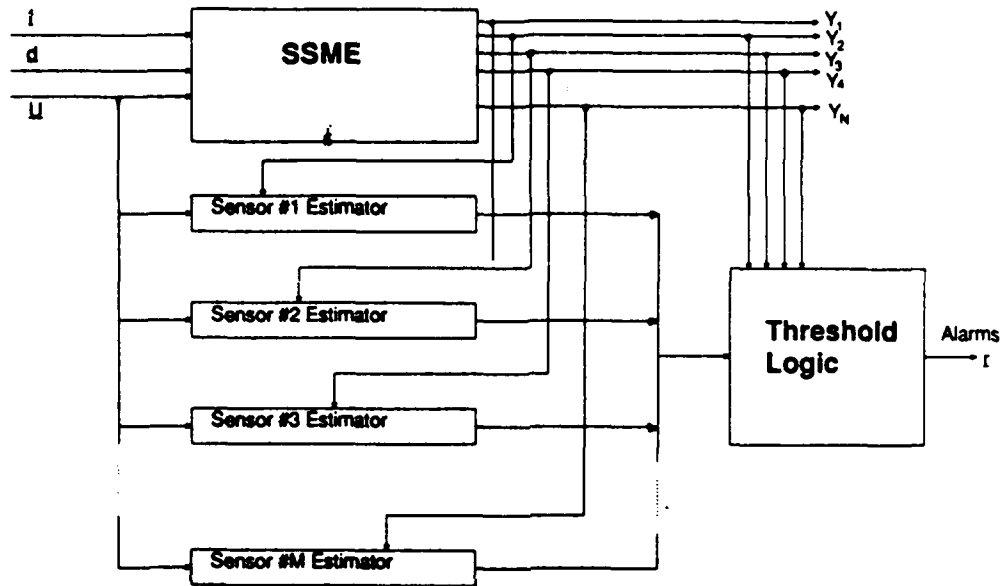 f
d
u
SSME
Y1
Y2
Y3
Y4
YN
Sensor #1 Estimator
Sensor #2 Estimator
Sensor #3 Estimator
Sensor #M Estimator
Threshold
Logic
Alarms
r